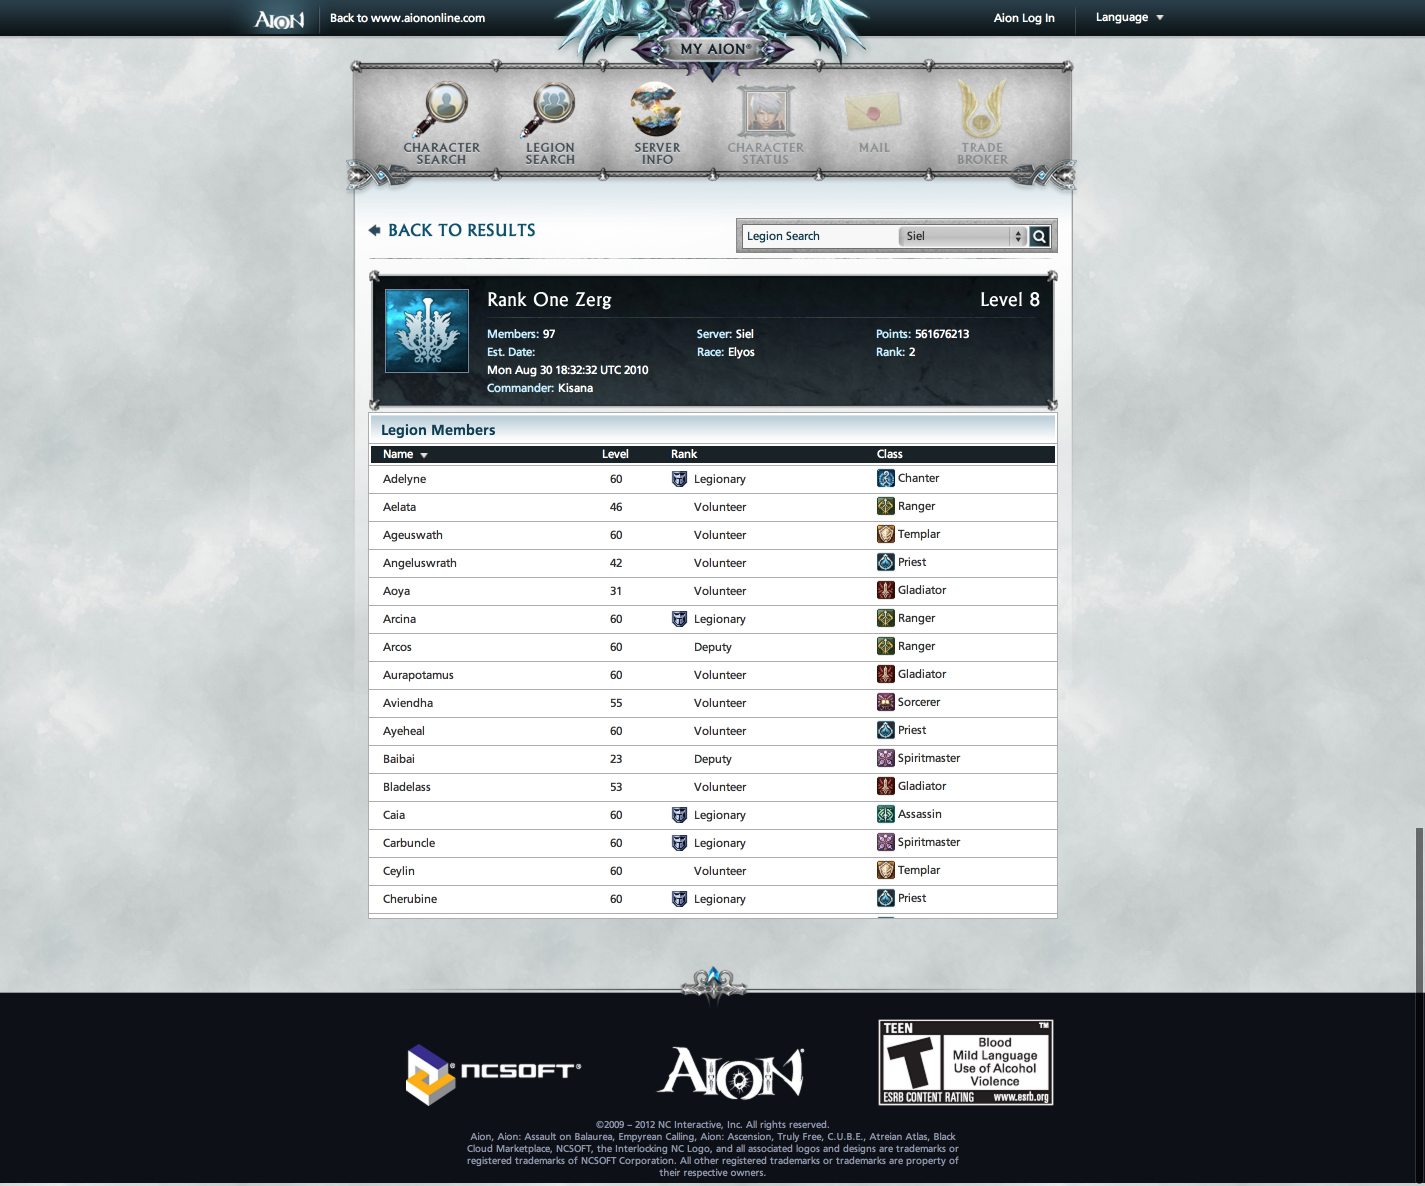 AION
Back to www.aiononline.com
Aion Log In
Language
MY AION®
CHARACTER SEARCH
LEGION SEARCH
SERVER INFO
CHARACTER STATUS
MAIL
TRADE BROKER
BACK TO RESULTS
Legion Search
Siel
Rank One Zerg
Level 8
Members: 97
Server: Siel
Points: 561676213
Est. Date:
Race: Elyos
Rank: 2
Mon Aug 30 18:32:32 UTC 2010
Commander: Kisana
Legion Members
Name Level Rank Class
Adelyne 60 Legionary Chanter
Aelata 46 Volunteer Ranger
Ageuswath 60 Volunteer Templar
Angeluswrath 42 Volunteer Priest
Aoya 31 Volunteer Gladiator
Arcina 60 Legionary Ranger
Arcos 60 Deputy Ranger
Aurapotamus 60 Volunteer Gladiator
Aviendha 55 Volunteer Sorcerer
Ayeheal 60 Volunteer Priest
Baibai 23 Deputy Spiritmaster
Bladelass 53 Volunteer Gladiator
Caia 60 Legionary Assassin
Carbuncle 60 Legionary Spiritmaster
Ceylin 60 Volunteer Templar
Cherubine 60 Legionary Priest
® NCSOFT®
AION®
TEEN ™
T
Blood
Mild Language
Use of Alcohol
Violence
ESRB CONTENT RATING www.esrb.org
©2009 – 2012 NC Interactive, Inc. All rights reserved.
Aion, Aion: Assault on Balaurea, Empyrean Calling, Aion: Ascension, Truly Free, C.U.B.E., Atreian Atlas, Black
Cloud Marketplace, NCSOFT, the Interlocking NC Logo, and all associated logos and designs are trademarks or
registered trademarks of NCSOFT Corporation. All other registered trademarks or trademarks are property of
their respective owners.